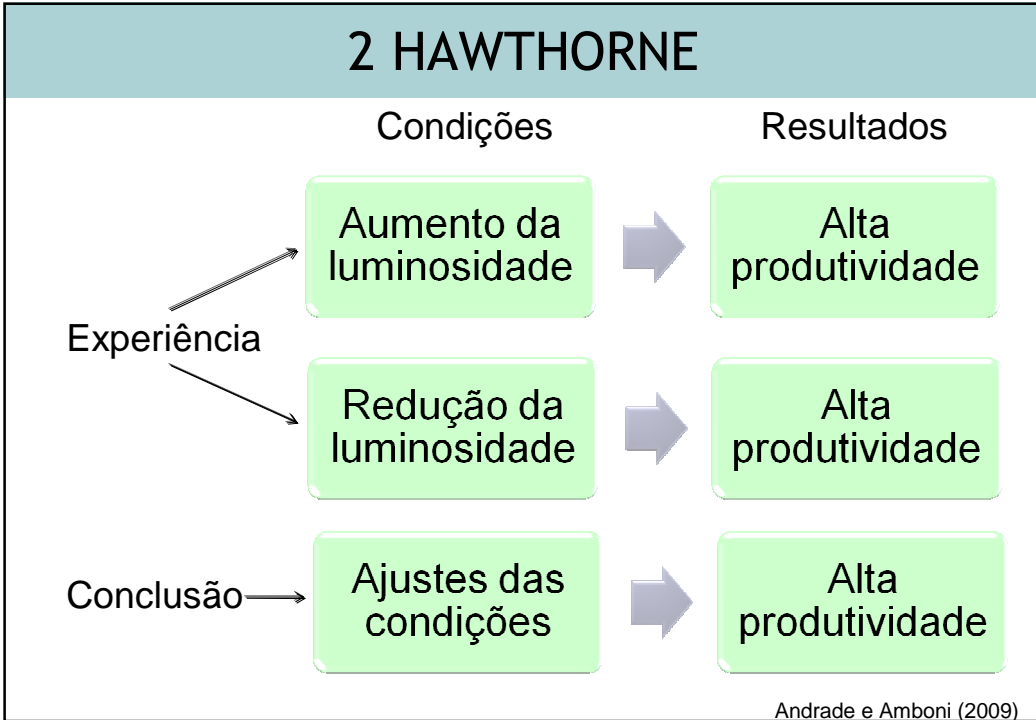 2 HAWTHORNE
Condições
Resultados
Experiência
Aumento da
luminosidade
Alta
produtividade
Redução da
luminosidade
Alta
produtividade
Conclusão
Ajustes das
condições
Alta
produtividade
Andrade e Amboni (2009)